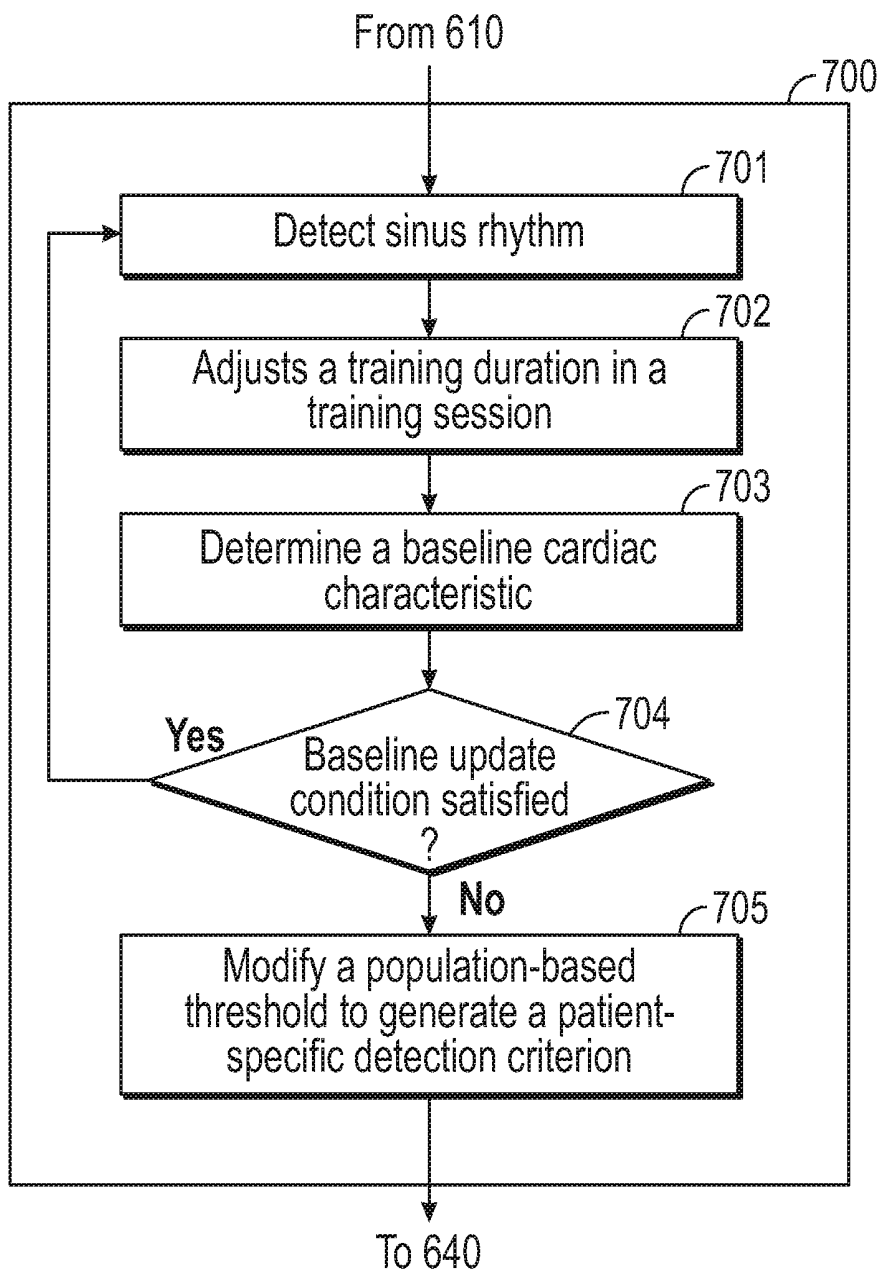 From 610
700
701
Detect sinus rhythm
702
Adjusts a training duration in a
training session
703
Determine a baseline cardiac
characteristic
704
Yes
Baseline update
condition satisfied
?
No
705
Modify a population-based
threshold to generate a patient-
specific detection criterion
To 640